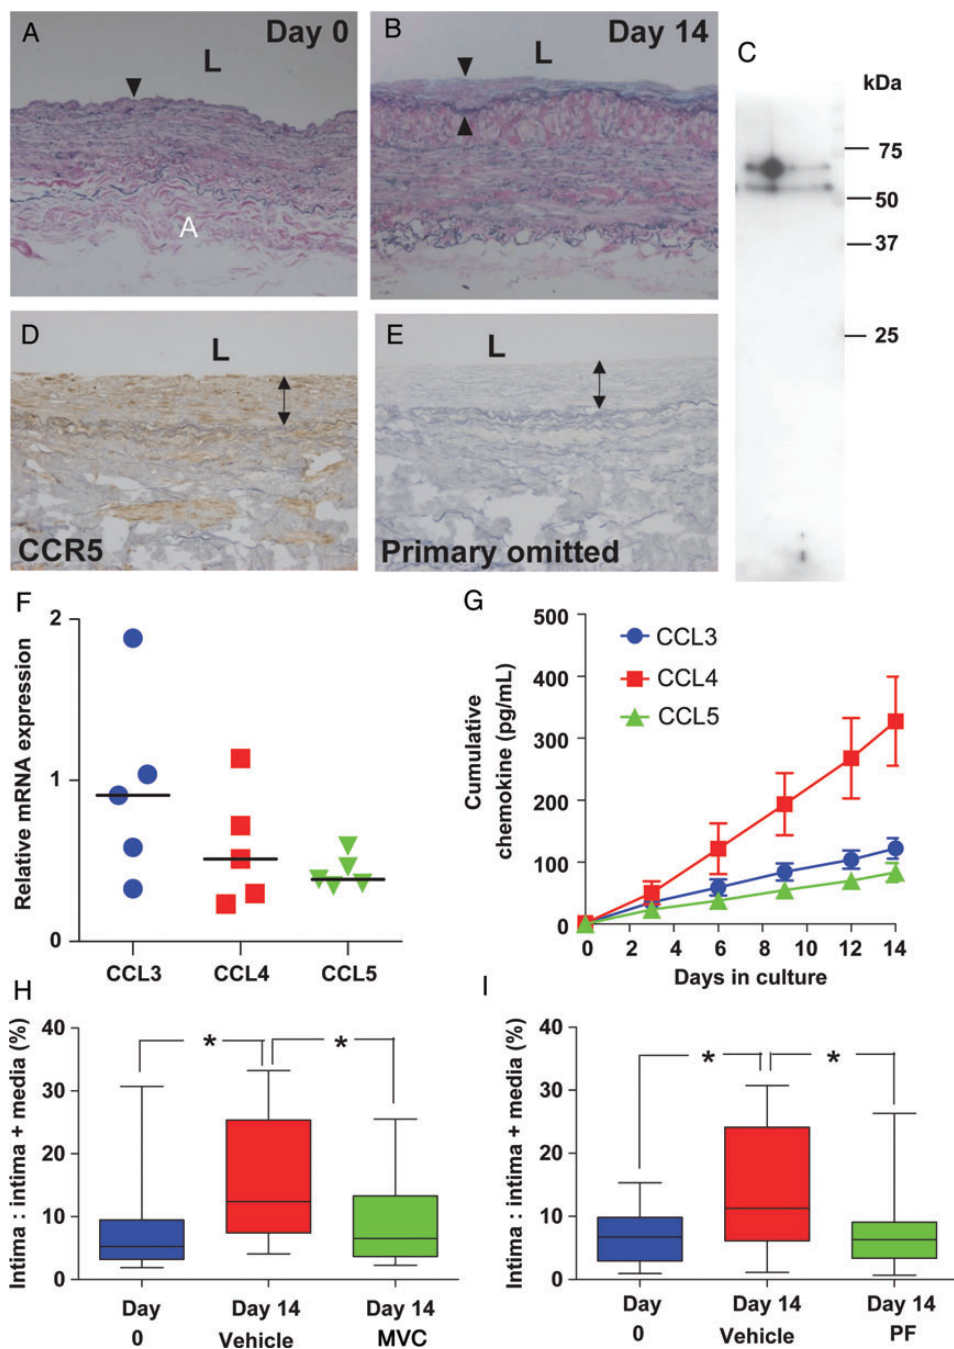 A
Day 0
L
A
B
Day 14
L
C
kDa
75
50
37
25
D
L
CCR5
E
L
Primary omitted
F
Relative mRNA expression
2
1
0
CCL3
CCL4
CCL5
G
Cumulative
chemokine (pg/mL)
500
400
300
200
100
0
CCL3
CCL4
CCL5
0 2 4 6 8 10 12 14
Days in culture
H
Intima : intima + media (%)
40
30
20
10
0
* *
Day Day 14 Day 14
0 Vehicle MVC
I
Intima : intima + media (%)
40
30
20
10
0
* *
Day Day 14 Day 14
0 Vehicle PF